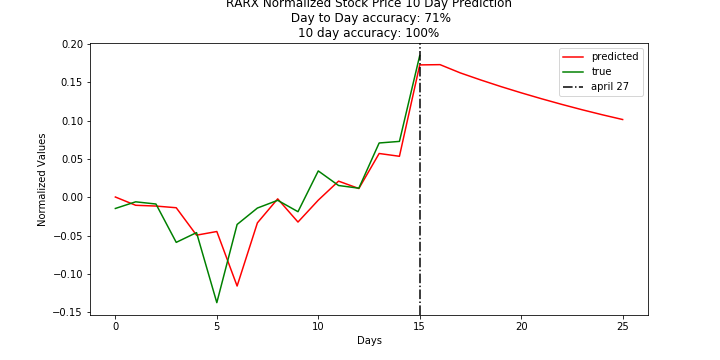 RARX Normalized Stock Price 10 Day Prediction
Day to Day accuracy: 71%
10 day accuracy: 100%
predicted
true
april 27
Normalized Values
0.20
0.15
0.10
0.05
0.00
−0.05
−0.10
−0.15
0 5 10 15 20 25
Days